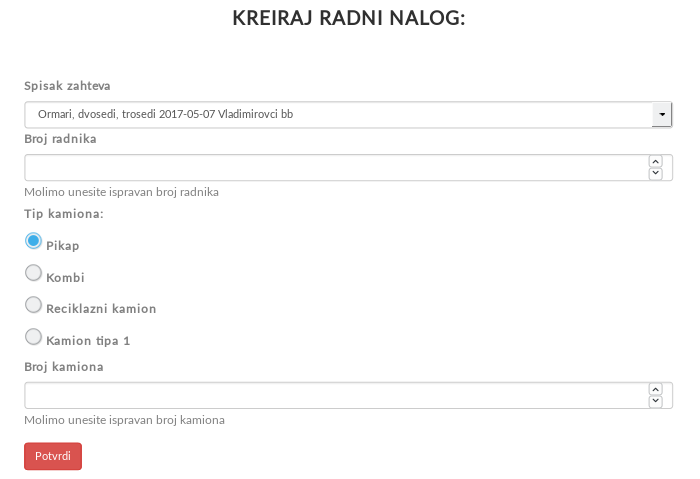 KREIRAJ RADNI NALOG:
Spisak zahteva
Ormari, dvosedi, trosedi 2017-05-07 Vladimirovci bb
Broj radnika
Molimo unesite ispravan broj radnika
Tip kamiona:
Pikap
Kombi
Reciklazni kamion
Kamion tipa 1
Broj kamiona
Molimo unesite ispravan broj kamiona
Potvrdi